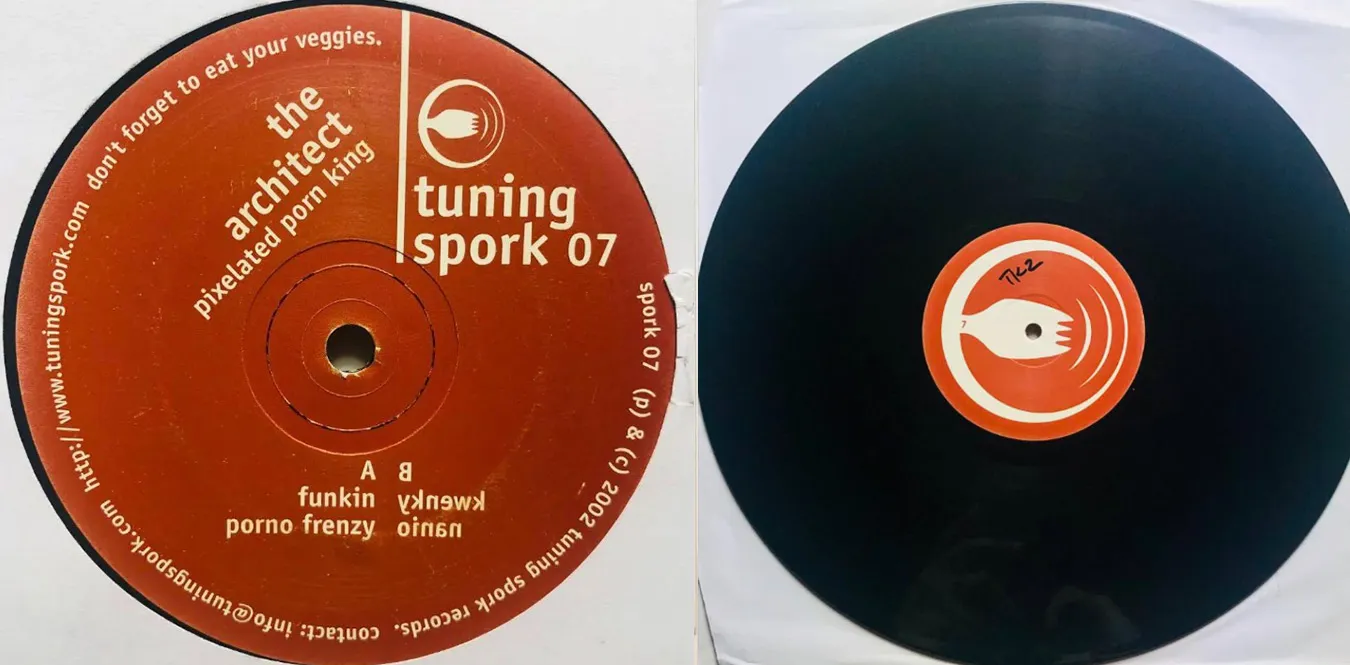 http://www.tuningspork.com don't forget to eat your veggies.
the
architect
pixelated porn king
tuning
spork 07
A
funkin
porno frenzy
B
kwenky
nanio
spork 07 (p) & (c) 2002 tuning spork records. contact: info@tuningspork.com
7